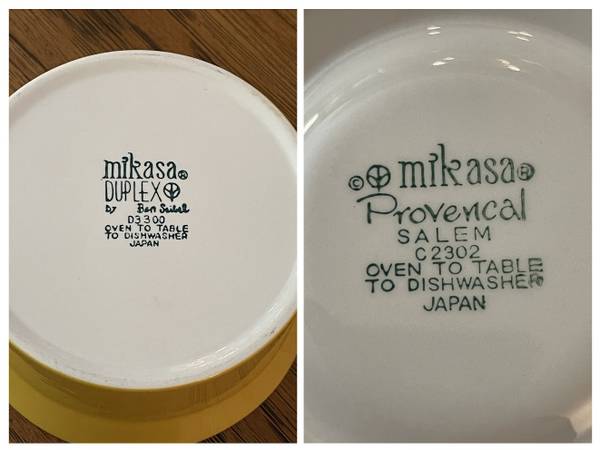 mikasa®
DUPLEX
by Ben Seibel
D3300
OVEN TO TABLE
TO DISHWASHER
JAPAN
© mikasa®
Provencal
SALEM
C2302
OVEN TO TABLE
TO DISHWASHER
JAPAN